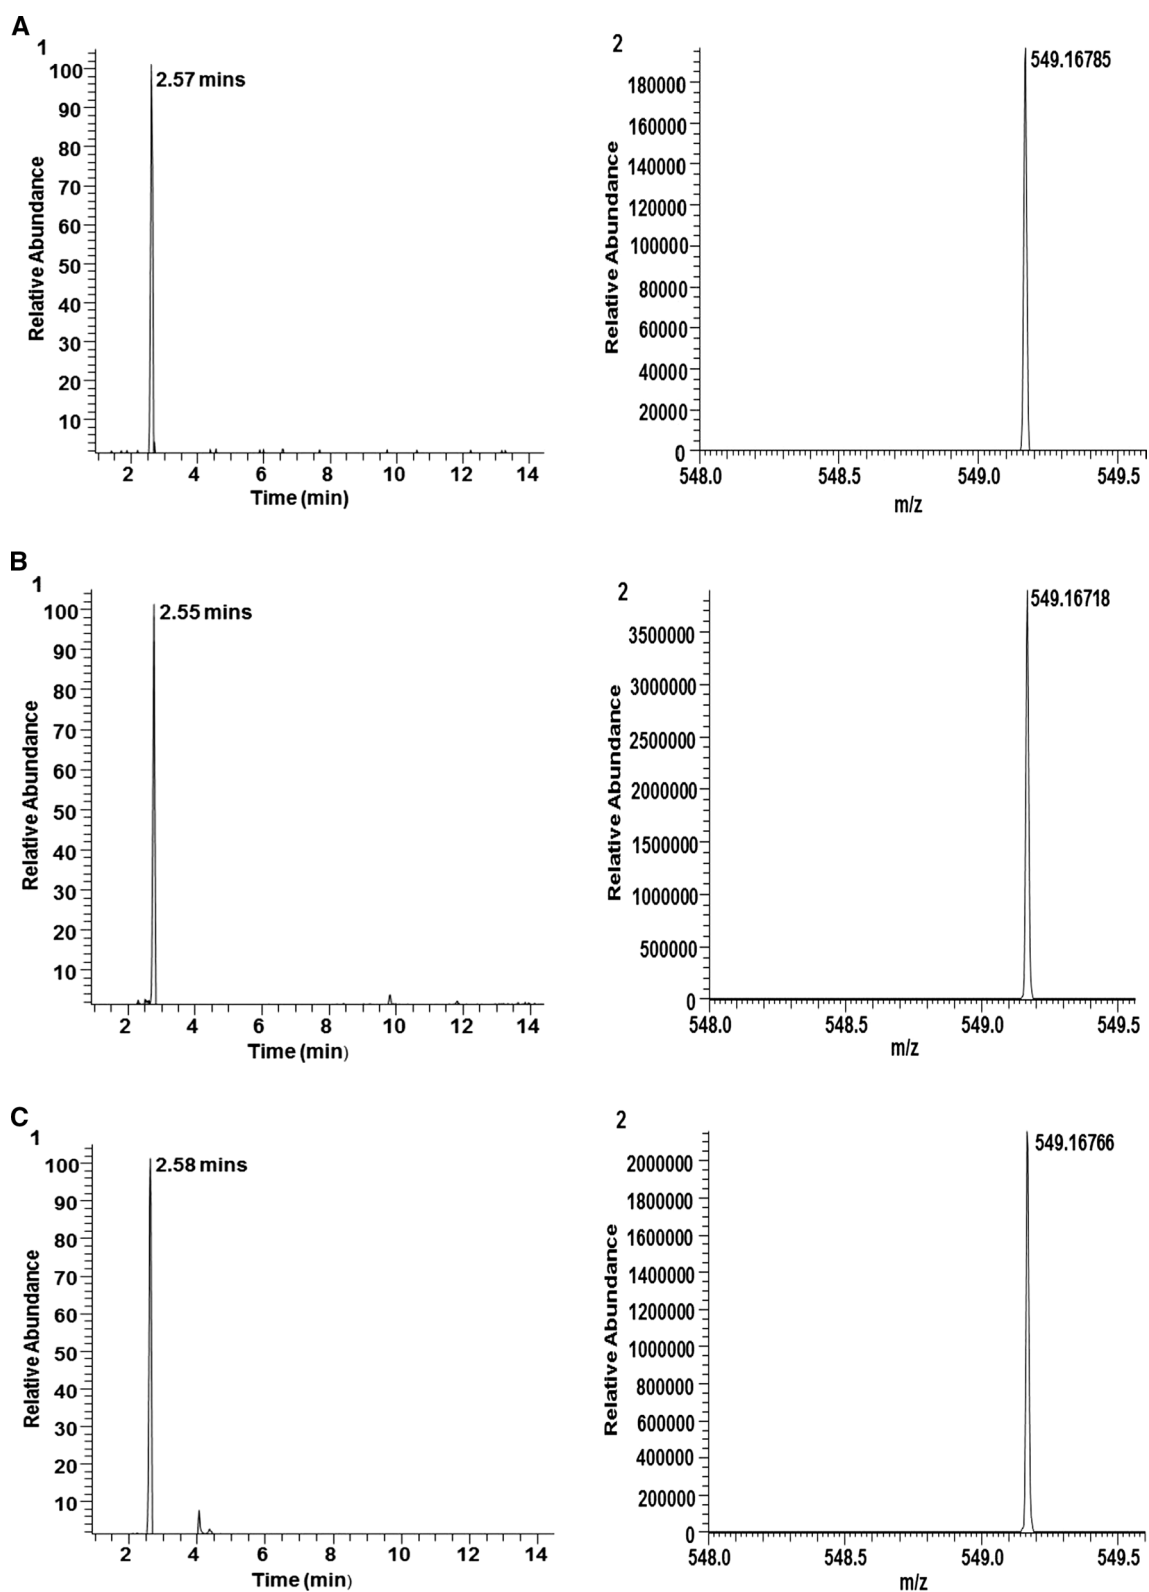 A
1
2.57 mins
100
90
80
70
60
50
40
30
20
10
Relative Abundance
2 4 6 8 10 12 14
Time (min)
2
549.16785
180000
160000
140000
120000
100000
80000
60000
40000
20000
0
Relative Abundance
548.0 548.5 549.0 549.5
m/z
B
1
2.55 mins
100
90
80
70
60
50
40
30
20
10
Relative Abundance
2 4 6 8 10 12 14
Time (min)
2
549.16718
3500000
3000000
2500000
2000000
1500000
1000000
500000
0
Relative Abundance
548.0 548.5 549.0 549.5
m/z
C
1
2.58 mins
100
90
80
70
60
50
40
30
20
10
Relative Abundance
2 4 6 8 10 12 14
Time (min)
2
549.16766
2000000
1800000
1600000
1400000
1200000
1000000
800000
600000
400000
200000
0
Relative Abundance
548.0 548.5 549.0 549.5
m/z